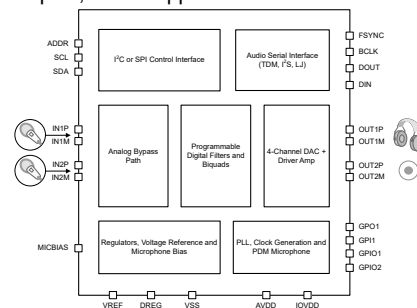 ADDR
SCL
SDA
I²C or SPI Control Interface
Audio Serial Interface
(TDM, I²S, LJ)
FSYNC
BCLK
DOUT
DIN
IN1P
IN1M
IN2P
IN2M
Analog Bypass
Path
Programmable
Digital Filters and
Biquads
4-Channel DAC +
Driver Amp
OUT1P
OUT1M
OUT2P
OUT2M
MICBIAS
Regulators, Voltage Reference and
Microphone Bias
PLL, Clock Generation and
PDM Microphone
GPO1
GPI1
GPIO1
GPIO2
VREF DREG VSS AVDD IOVDD